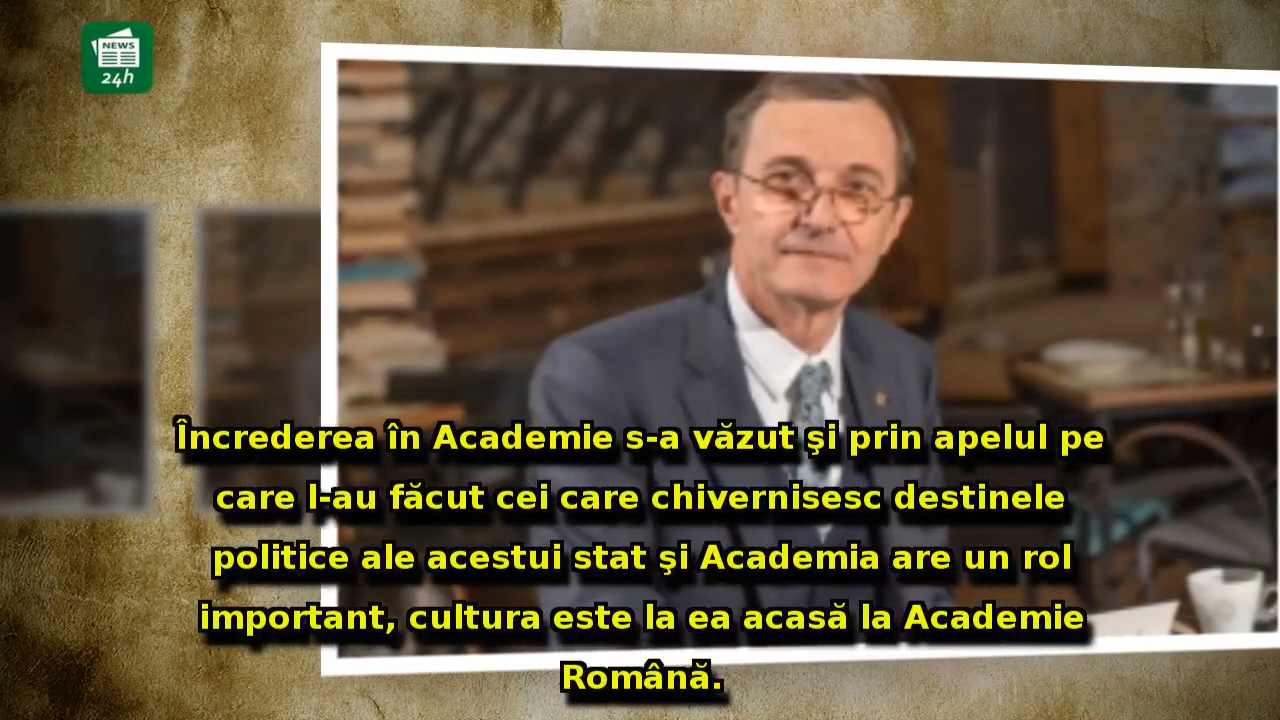 NEWS
24h
Încrederea în Academie s-a văzut şi prin apelul pe
care l-au făcut cei care chivernisesc destinele
politice ale acestui stat şi Academia are un rol
important, cultura este la ea acasă la Academie
Română.